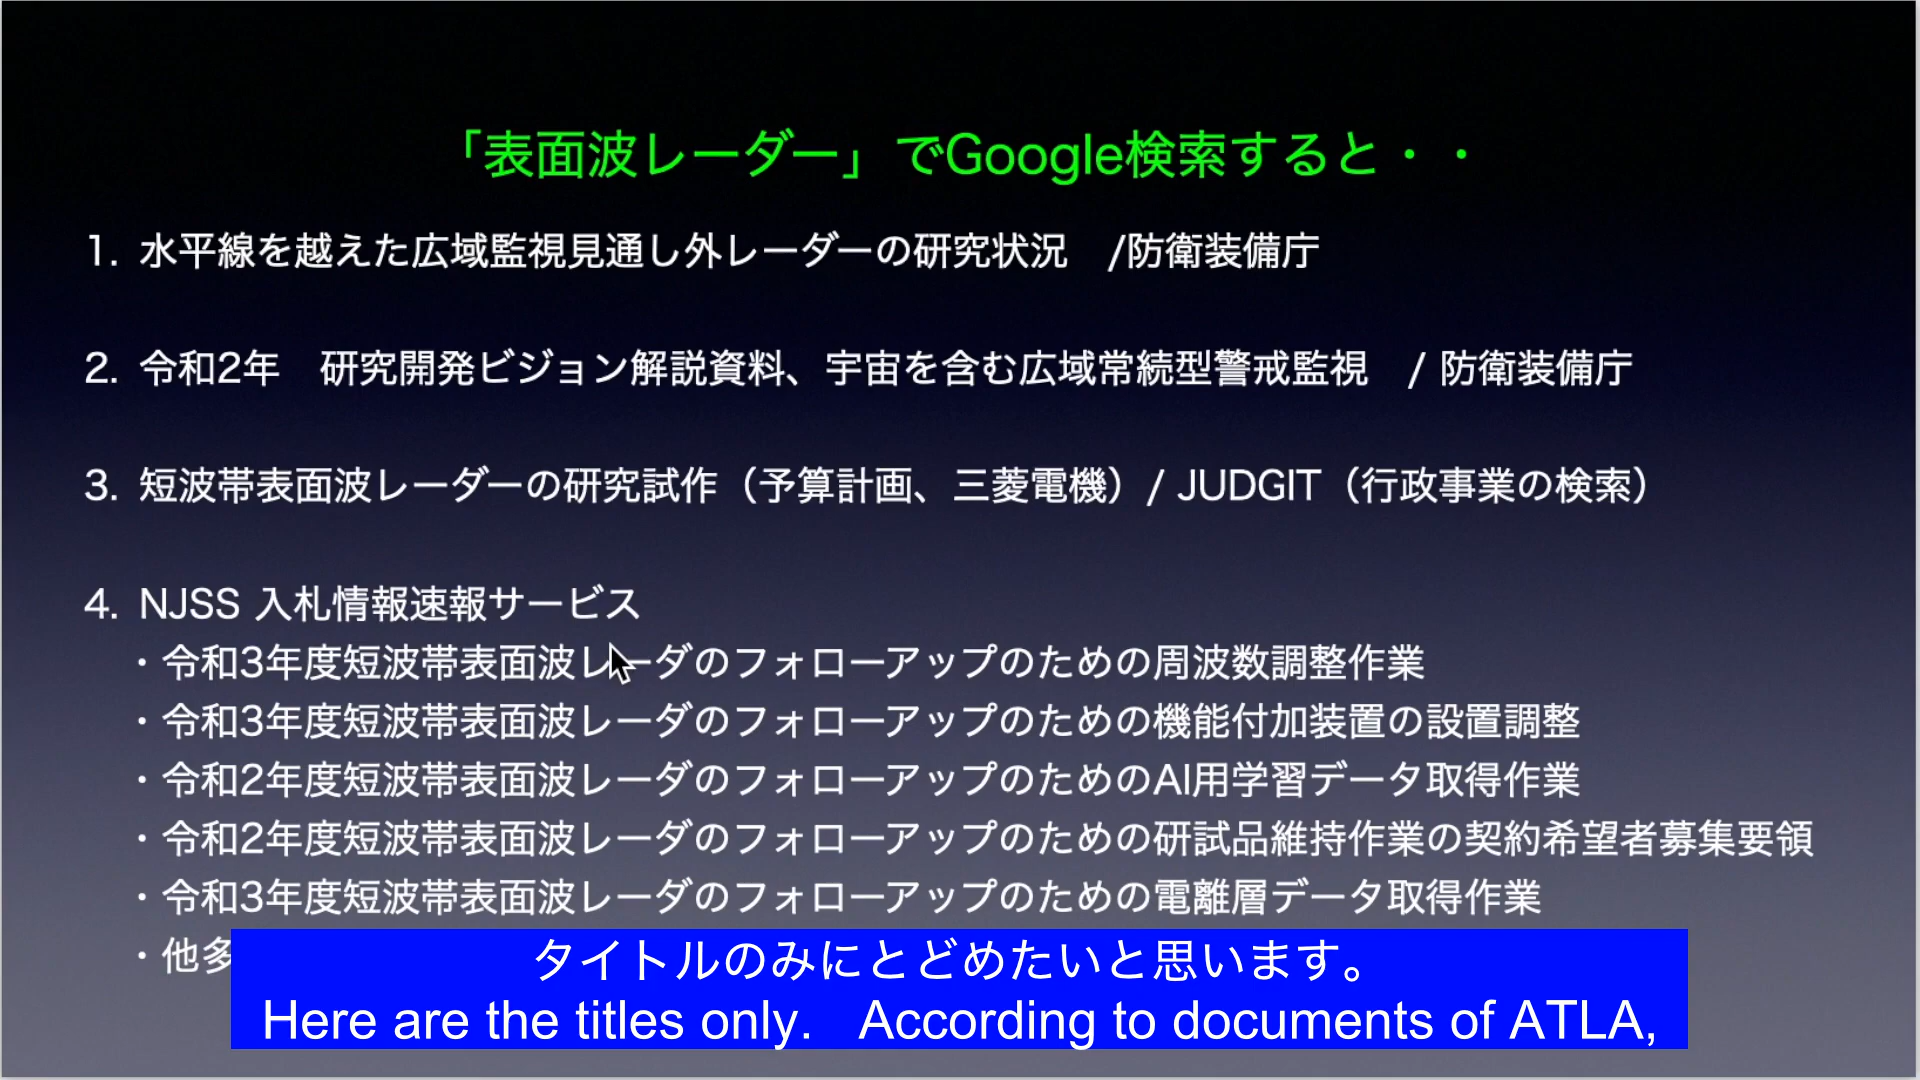 「表面波レーダー」でGoogle検索すると・・
1. 水平線を越えた広域監視見通し外レーダーの研究状況　/防衛装備庁
2. 令和2年　研究開発ビジョン解説資料、宇宙を含む広域常続型警戒監視　/ 防衛装備庁
3. 短波帯表面波レーダーの研究試作（予算計画、三菱電機）/ JUDGIT（行政事業の検索）
4. NJSS 入札情報速報サービス
・令和3年度短波帯表面波レーダのフォローアップのための周波数調整作業
・令和3年度短波帯表面波レーダのフォローアップのための機能付加装置の設置調整
・令和2年度短波帯表面波レーダのフォローアップのためのAI用学習データ取得作業
・令和2年度短波帯表面波レーダのフォローアップのための研試品維持作業の契約希望者募集要領
・令和3年度短波帯表面波レーダのフォローアップのための電離層データ取得作業
・他多
タイトルのみにとどめたいと思います。
Here are the titles only.   According to documents of ATLA,